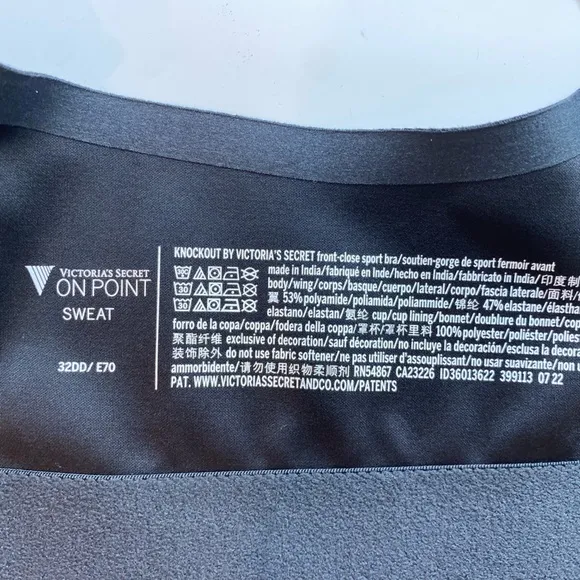 VICTORIA'S SECRET
ON POINT
SWEAT
32DD/E70
KNOCKOUT BY VICTORIA'S SECRET front-close sport bra/soutien-gorge de sport fermoir avant
made in India/fabriqué en Inde/hecho en India/fabbricato in India/印度制
body/wing/corps/basque/cuerpo/lateral/corpo/fascia laterale/面料/
翼 53% polyamide/poliamida/poliammide/锦纶 47% elastane/élastha
elastano/elastan/氨纶 cup/cup lining/bonnet/doublure du bonnet/cop
forro de la copa/coppa/fodera della coppa/罩杯/罩杯里料 100% polyester/poliéster/polies
聚酯纤维 exclusive of decoration/sauf décoration/no incluye la decoración/esclusa decora
装饰除外 do not use fabric softener/ne pas utiliser d'assouplissant/no usar suavizante/non u
ammorbidente/请勿使用织物柔顺剂 RN54867 CA23226 ID36013622 399113 07 22
PAT. WWW.VICTORIASSECRETANDCO.COM/PATENTS